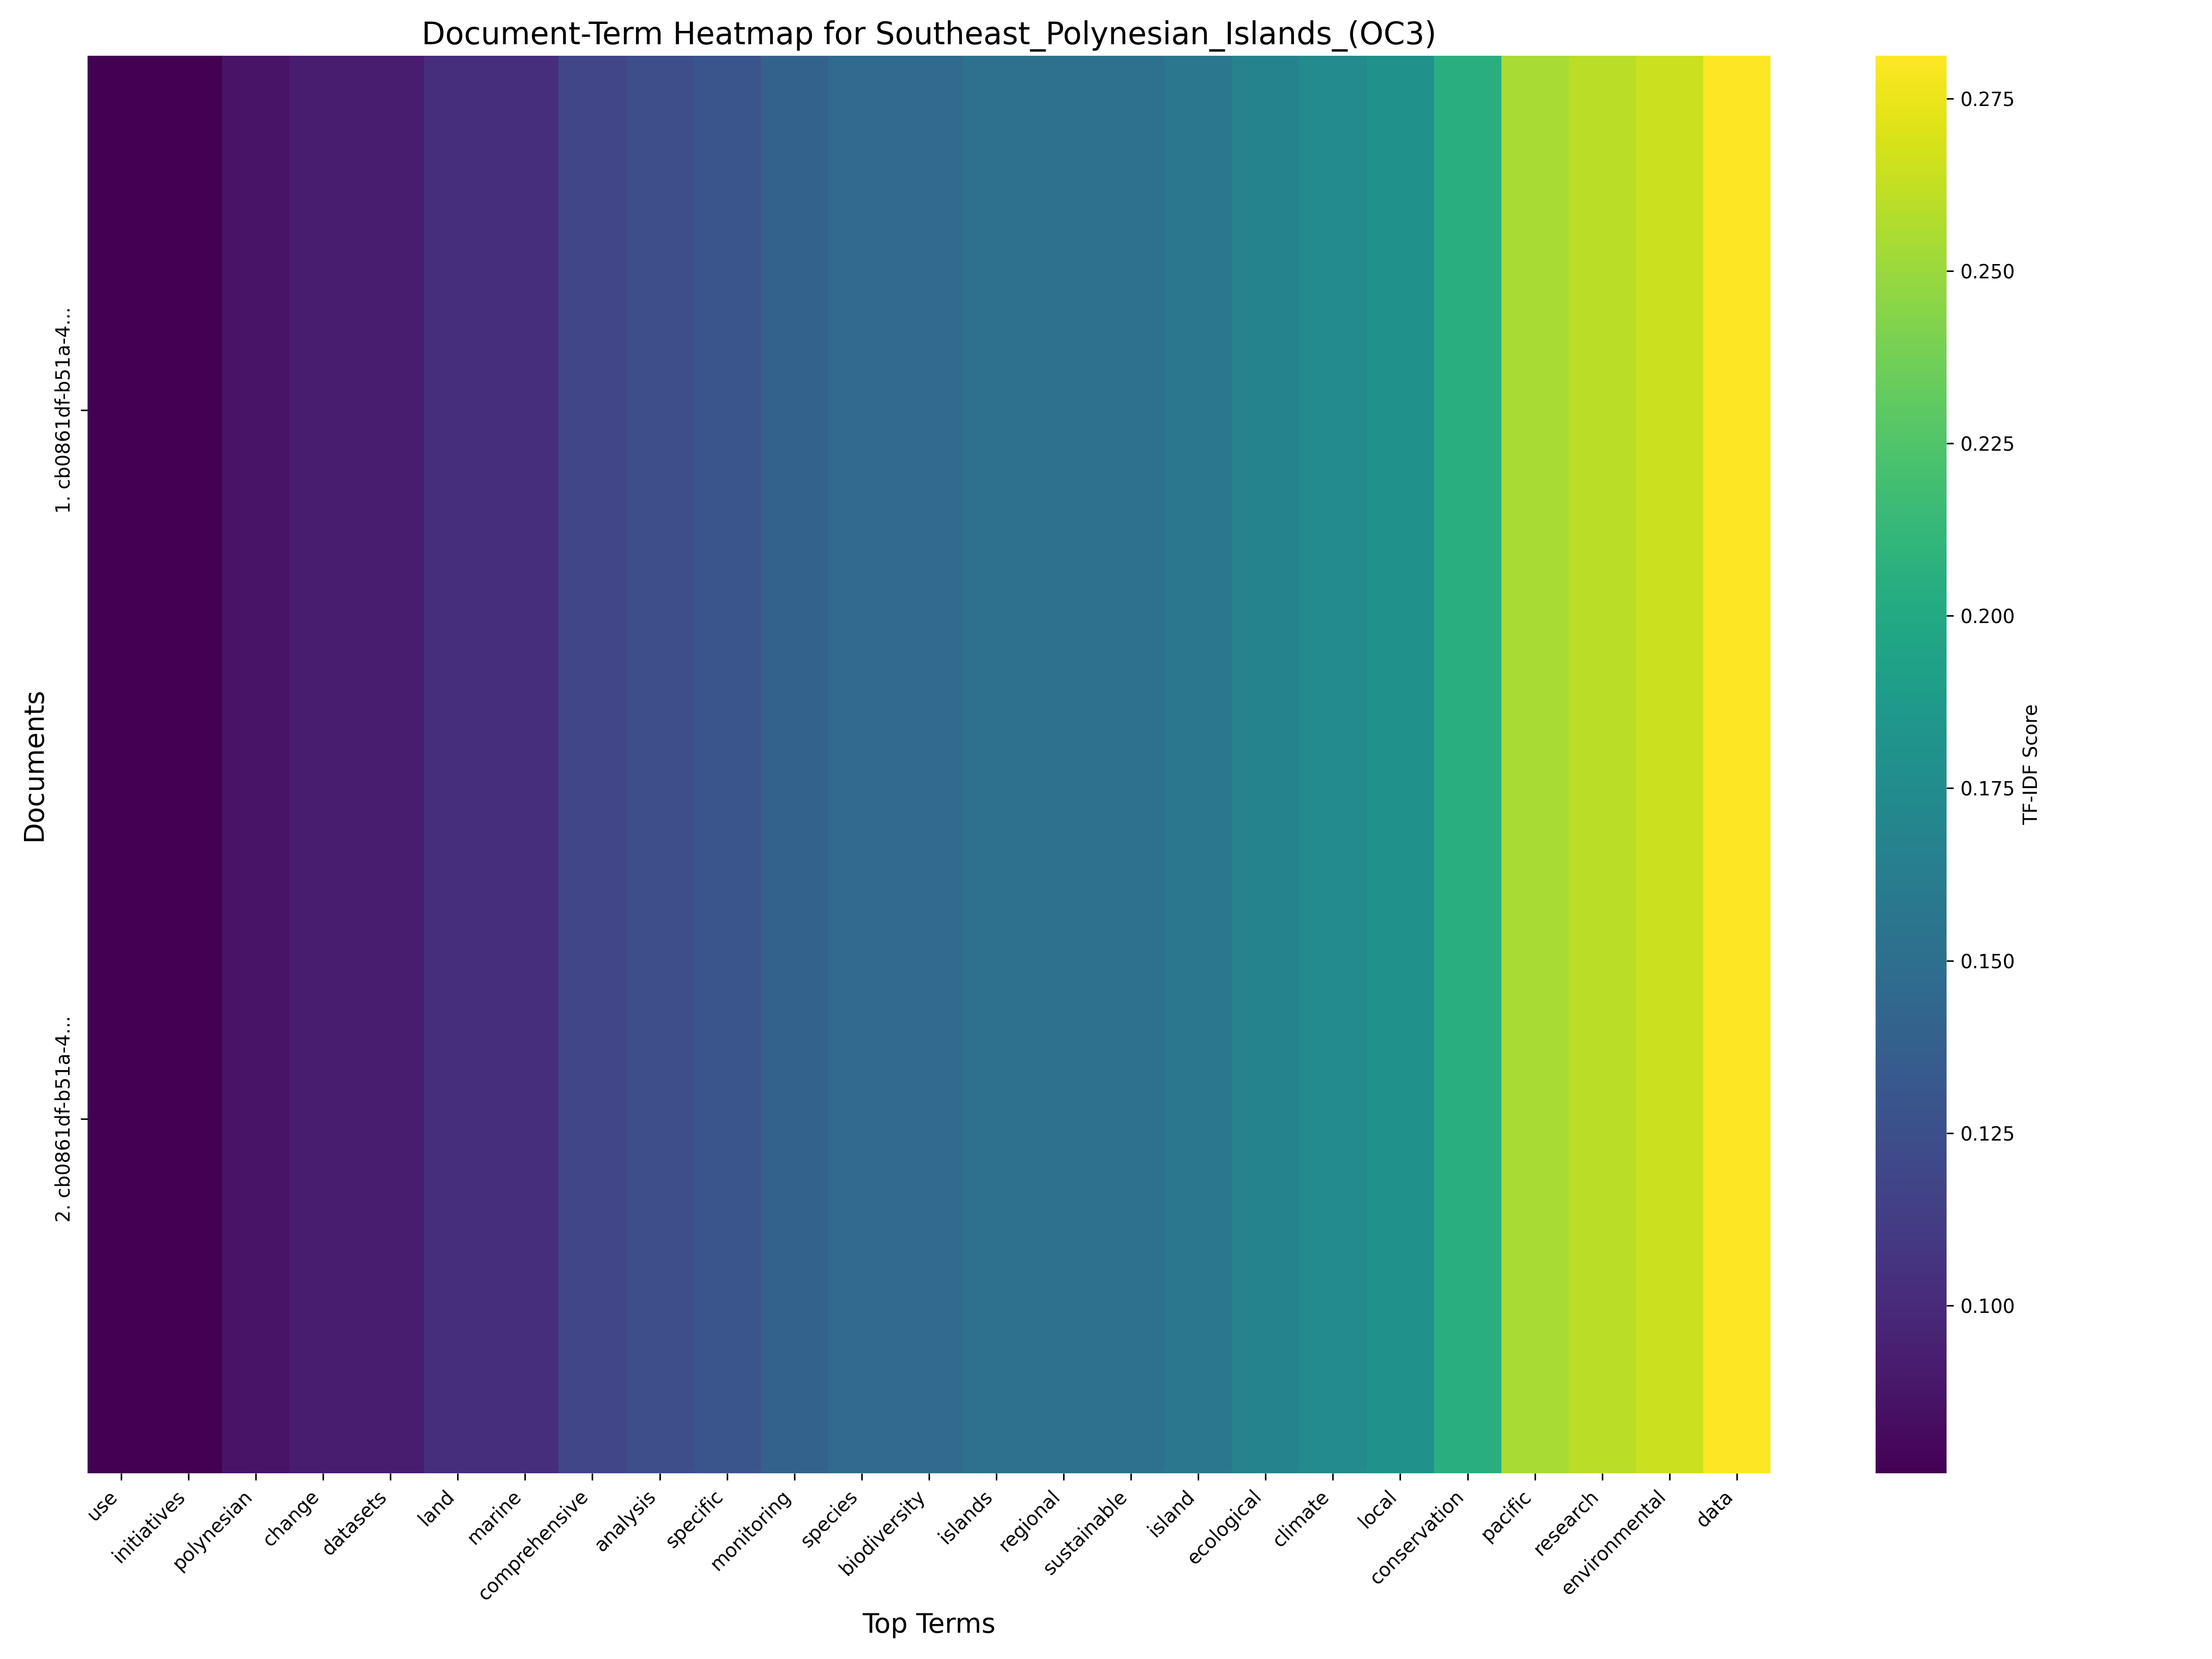 Document-Term Heatmap for Southeast_Polynesian_Islands_(OC3)
Documents
1. cb0861df-b51a-4...
2. cb0861df-b51a-4...
use
initiatives
polynesian
change
datasets
land
marine
comprehensive
analysis
specific
monitoring
species
biodiversity
islands
regional
sustainable
island
ecological
climate
local
conservation
pacific
research
environmental
data
Top Terms
0.275
0.250
0.225
0.200
0.175
0.150
0.125
0.100
TF-IDF Score